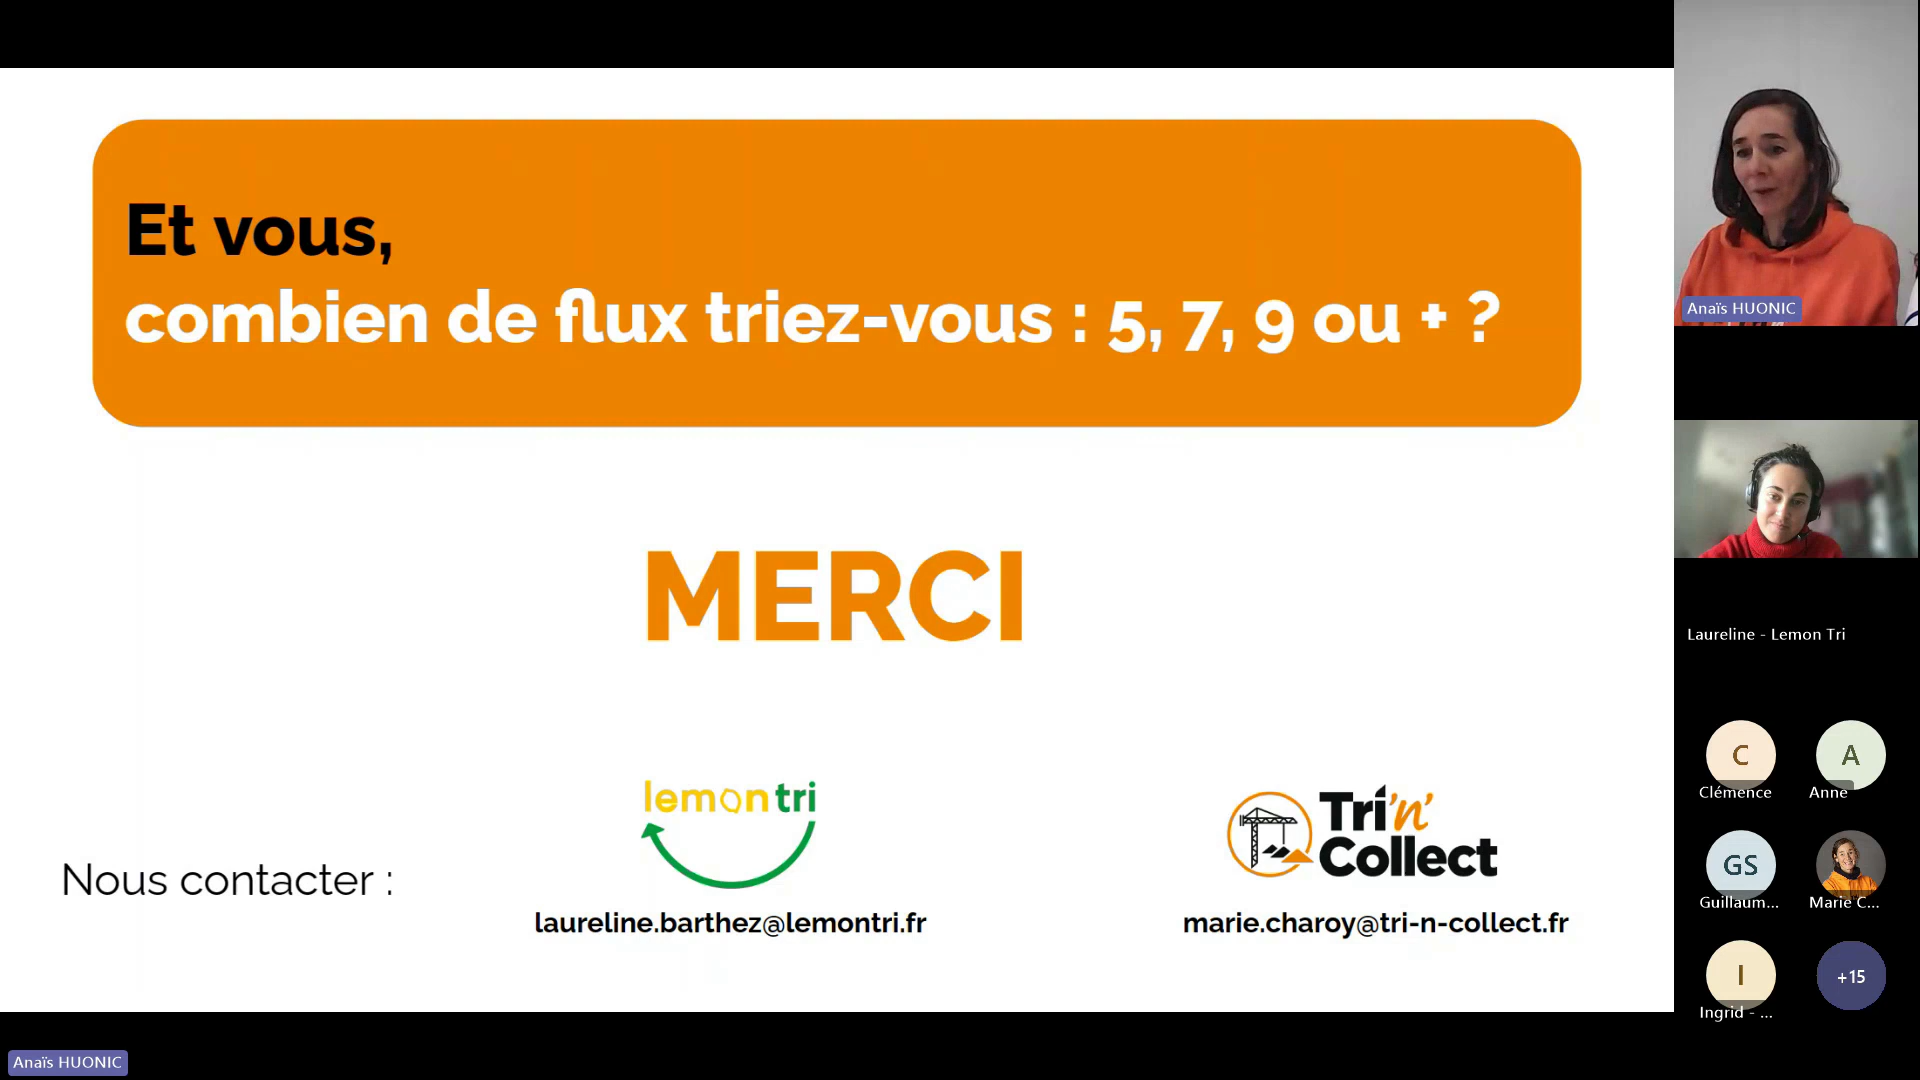 Et vous,
combien de flux triez-vous : 5, 7, 9 ou + ?
MERCI
Nous contacter :
lemon tri
laureline.barthez@lemontri.fr
Tri'n'
Collect
marie.charoy@tri-n-collect.fr
Anaïs HUONIC
Laureline - Lemon Tri
C
Clémence
A
Anne
GS
Guillaum...
Marie C...
I
Ingrid - ...
+15
Anaïs HUONIC